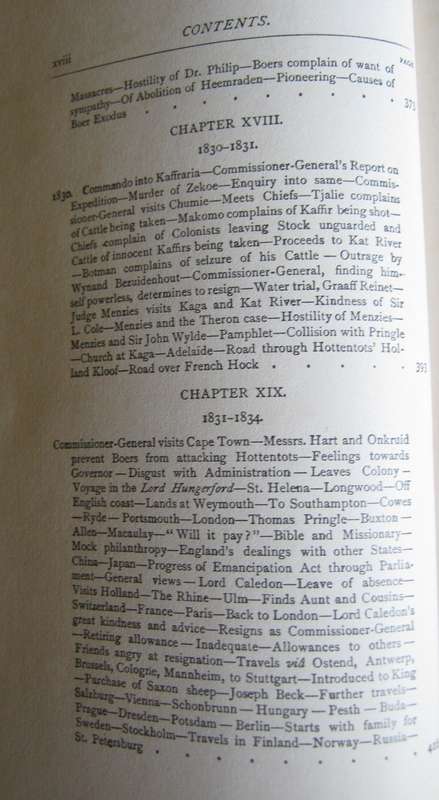 xviii
CONTENTS.
PAGE
Massacres—Hostility of Dr. Philip—Boers complain of want of
sympathy—Of Abolition of Heemraden—Pioneering—Causes of
Boer Exodus . . . . . . . 371
CHAPTER XVIII.
1830-1831.
1830. Commando into Kaffraria—Commissioner-General's Report on
Expedition—Murder of Zekoe—Enquiry into same—Commis-
sioner-General visits Chumie—Meets Chiefs—Tjalie complains
of Cattle being taken—Makomo complains of Kaffir being shot—
Chiefs complain of Colonists leaving Stock unguarded and
Cattle of innocent Kaffirs being taken—Proceeds to Kat River
—Botman complains of seizure of his Cattle—Outrage by
Wynand Bezuidenhout—Commissioner-General, finding him-
self powerless, determines to resign—Water trial, Graaff Reinet—
Judge Menzies visits Kaga and Kat River—Kindness of Sir
L. Cole—Menzies and the Theron case—Hostility of Menzies—
Menzies and Sir John Wylde—Pamphlet—Collision with Pringle
—Church at Kaga—Adelaide—Road through Hottentots' Hol-
land Kloof—Road over French Hock . . . . . 393
CHAPTER XIX.
1831-1834.
Commissioner-General visits Cape Town—Messrs. Hart and Onkruid
prevent Boers from attacking Hottentots—Feelings towards
Governor—Disgust with Administration—Leaves Colony—
Voyage in the Lord Hungerford—St. Helena—Longwood—Off
English coast—Lands at Weymouth—To Southampton—Cowes
—Ryde—Portsmouth—London—Thomas Pringle—Buxton—
Allen—Macaulay—"Will it pay?"—Bible and Missionary—
Mock philanthropy—England's dealings with other States—
China—Japan—Progress of Emancipation Act through Parlia-
ment—General views—Lord Caledon—Leave of absence—
Visits Holland—The Rhine—Ulm—Finds Aunt and Cousins—
Switzerland—France—Paris—Back to London—Lord Caledon's
great kindness and advice—Resigns as Commissioner-General
—Retiring allowance—Inadequate—Allowances to others—
Friends angry at resignation—Travels viâ Ostend, Antwerp,
Brussels, Cologne, Mannheim, to Stuttgart—Introduced to King
—Purchase of Saxon sheep—Joseph Beck—Further travels—
Salzburg—Vienna—Schonbrunn—Hungary—Pesth—Buda—
Prague—Dresden—Potsdam—Berlin—Starts with family for
Sweden—Stockholm—Travels in Finland—Norway—Russia—
St. Petersburg . . . . . . .